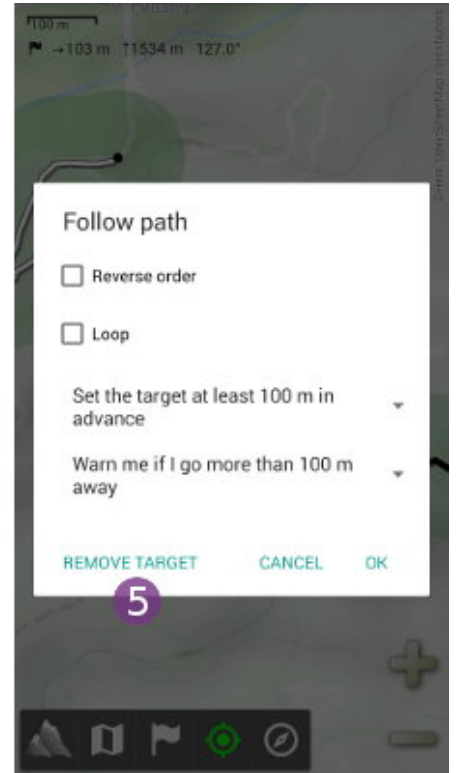 100 m
→103 m ↑1534 m 127.0°
Follow path
Reverse order
Loop
Set the target at least 100 m in
advance
Warn me if I go more than 100 m
away
REMOVE TARGET CANCEL OK
5